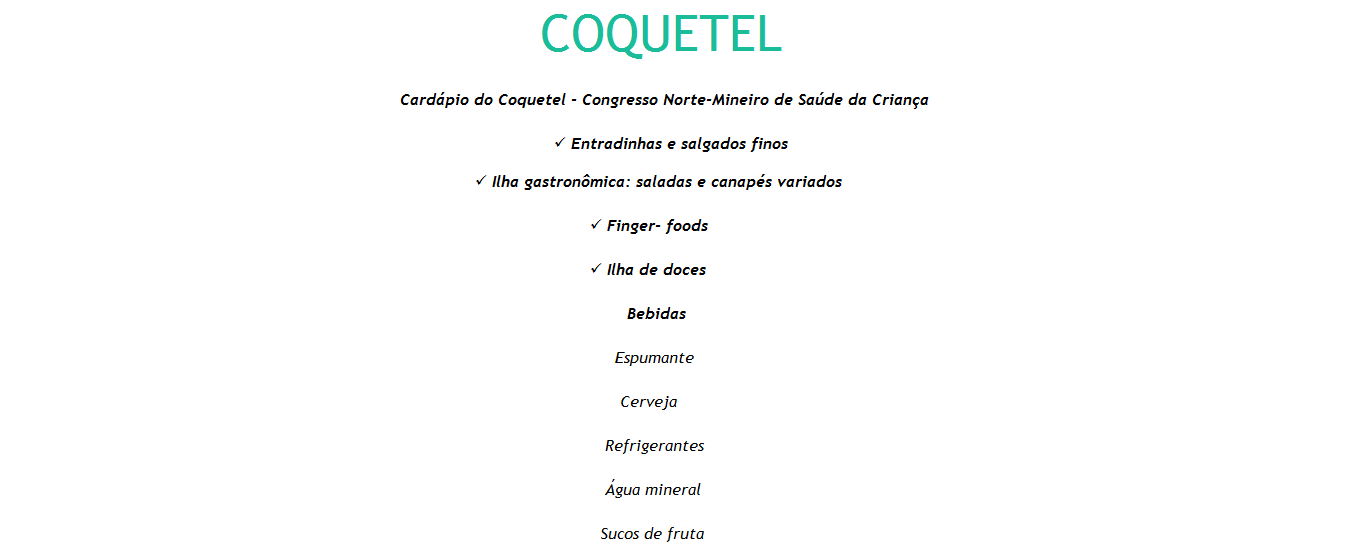 COQUETEL
Cardápio do Coquetel - Congresso Norte-Mineiro de Saúde da Criança
✓ Entradinhas e salgados finos
✓ Ilha gastronômica: saladas e canapés variados
✓ Finger- foods
✓ Ilha de doces
Bebidas
Espumante
Cerveja
Refrigerantes
Água mineral
Sucos de fruta